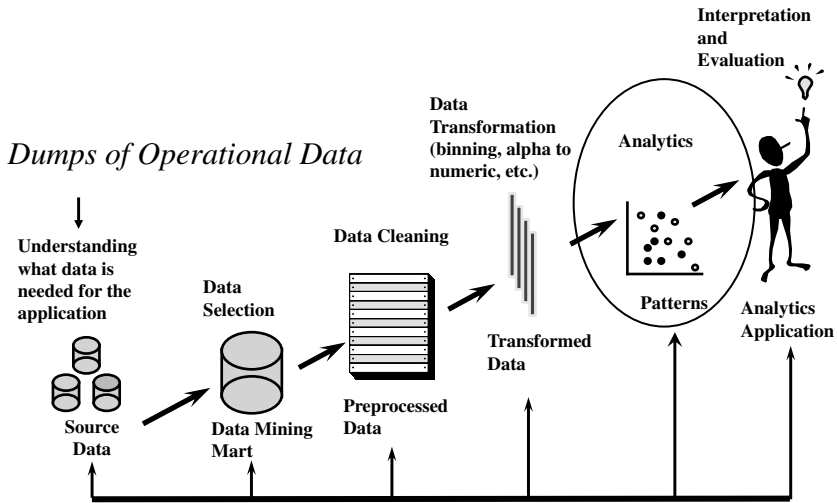 Dumps of Operational Data
Understanding
what data is
needed for the
application
Source
Data
Data
Selection
Data Mining
Mart
Data Cleaning
Preprocessed
Data
Data
Transformation
(binning, alpha to
numeric, etc.)
Transformed
Data
Analytics
Patterns
Interpretation
and
Evaluation
Analytics
Application